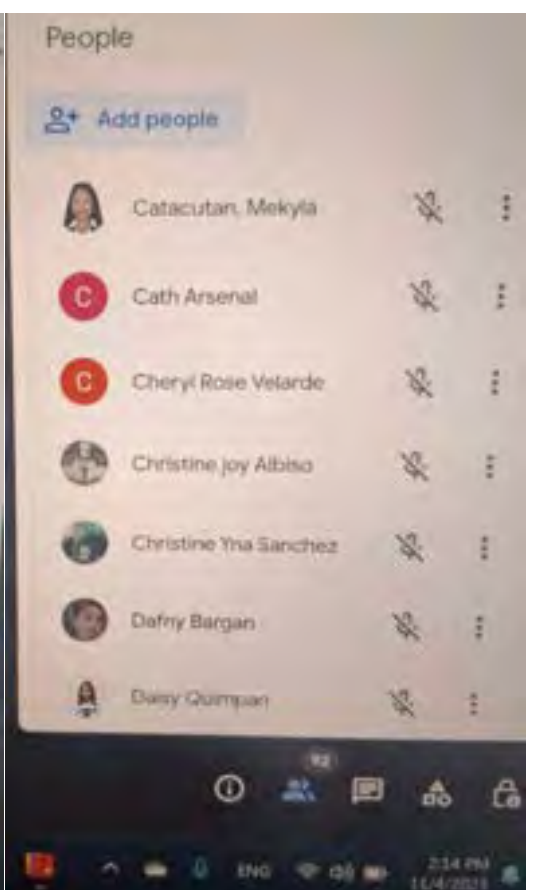 People
Add people
Catacutan, Mekyla
C Cath Arsenal
C Cheryl Rose Velarde
Christine joy Albiso
Christine Yna Sanchez
Dafny Bargan
Daisy Quimpan
92
ENG
2:14 PM